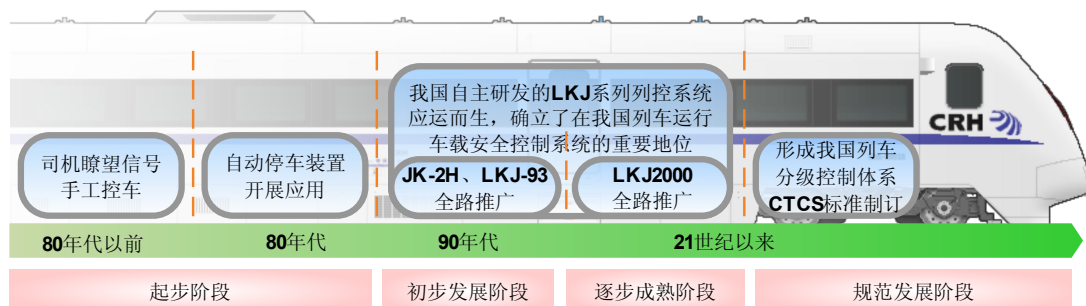 我国自主研发的LKJ系列列控系统
应运而生，确立了在我国列车运行
车载安全控制系统的重要地位
CRH
司机瞭望信号
手工控车
自动停车装置
开展应用
JK-2H、LKJ-93
全路推广
LKJ2000
全路推广
形成我国列车
分级控制体系
CTCS标准制订
80年代以前
80年代
90年代
21世纪以来
起步阶段
初步发展阶段
逐步成熟阶段
规范发展阶段